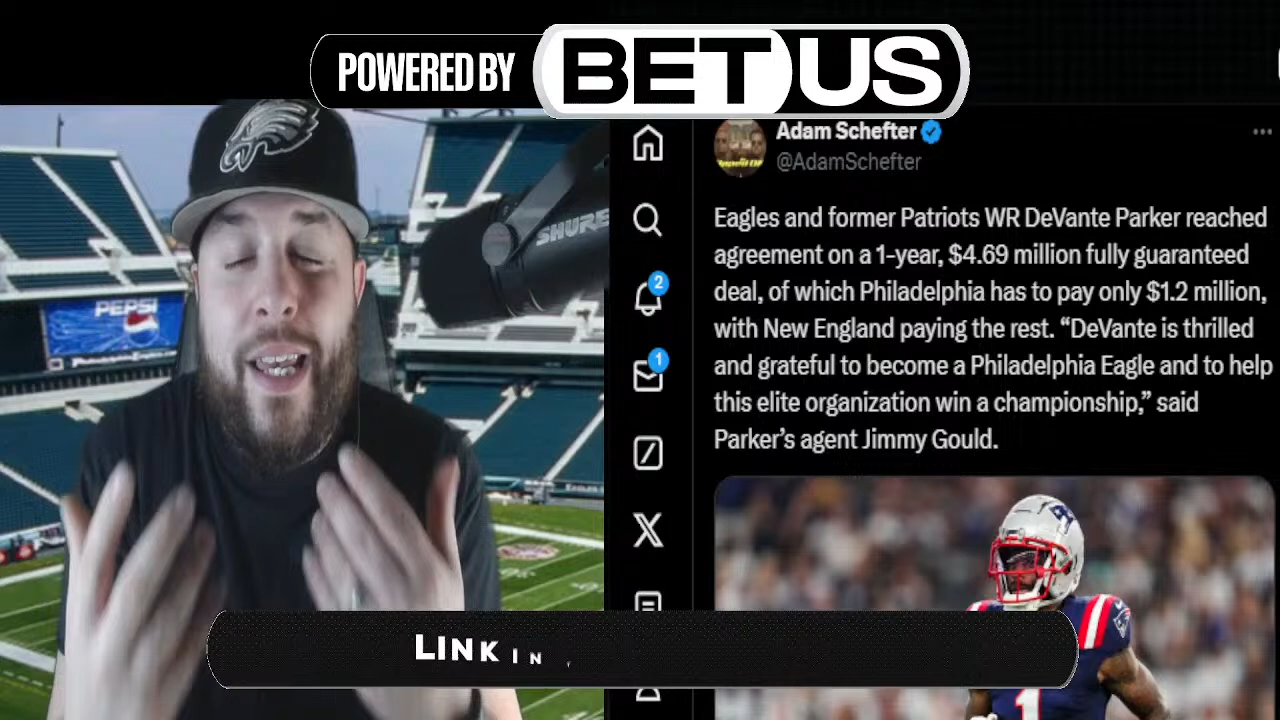 POWERED BY BETUS
Adam Schefter
@AdamSchefter
Eagles and former Patriots WR DeVante Parker reached
agreement on a 1-year, $4.69 million fully guaranteed
deal, of which Philadelphia has to pay only $1.2 million,
with New England paying the rest. “DeVante is thrilled
and grateful to become a Philadelphia Eagle and to help
this elite organization win a championship,” said
Parker’s agent Jimmy Gould.
SHURE
PEPSI
2
1
X
1
LINK IN